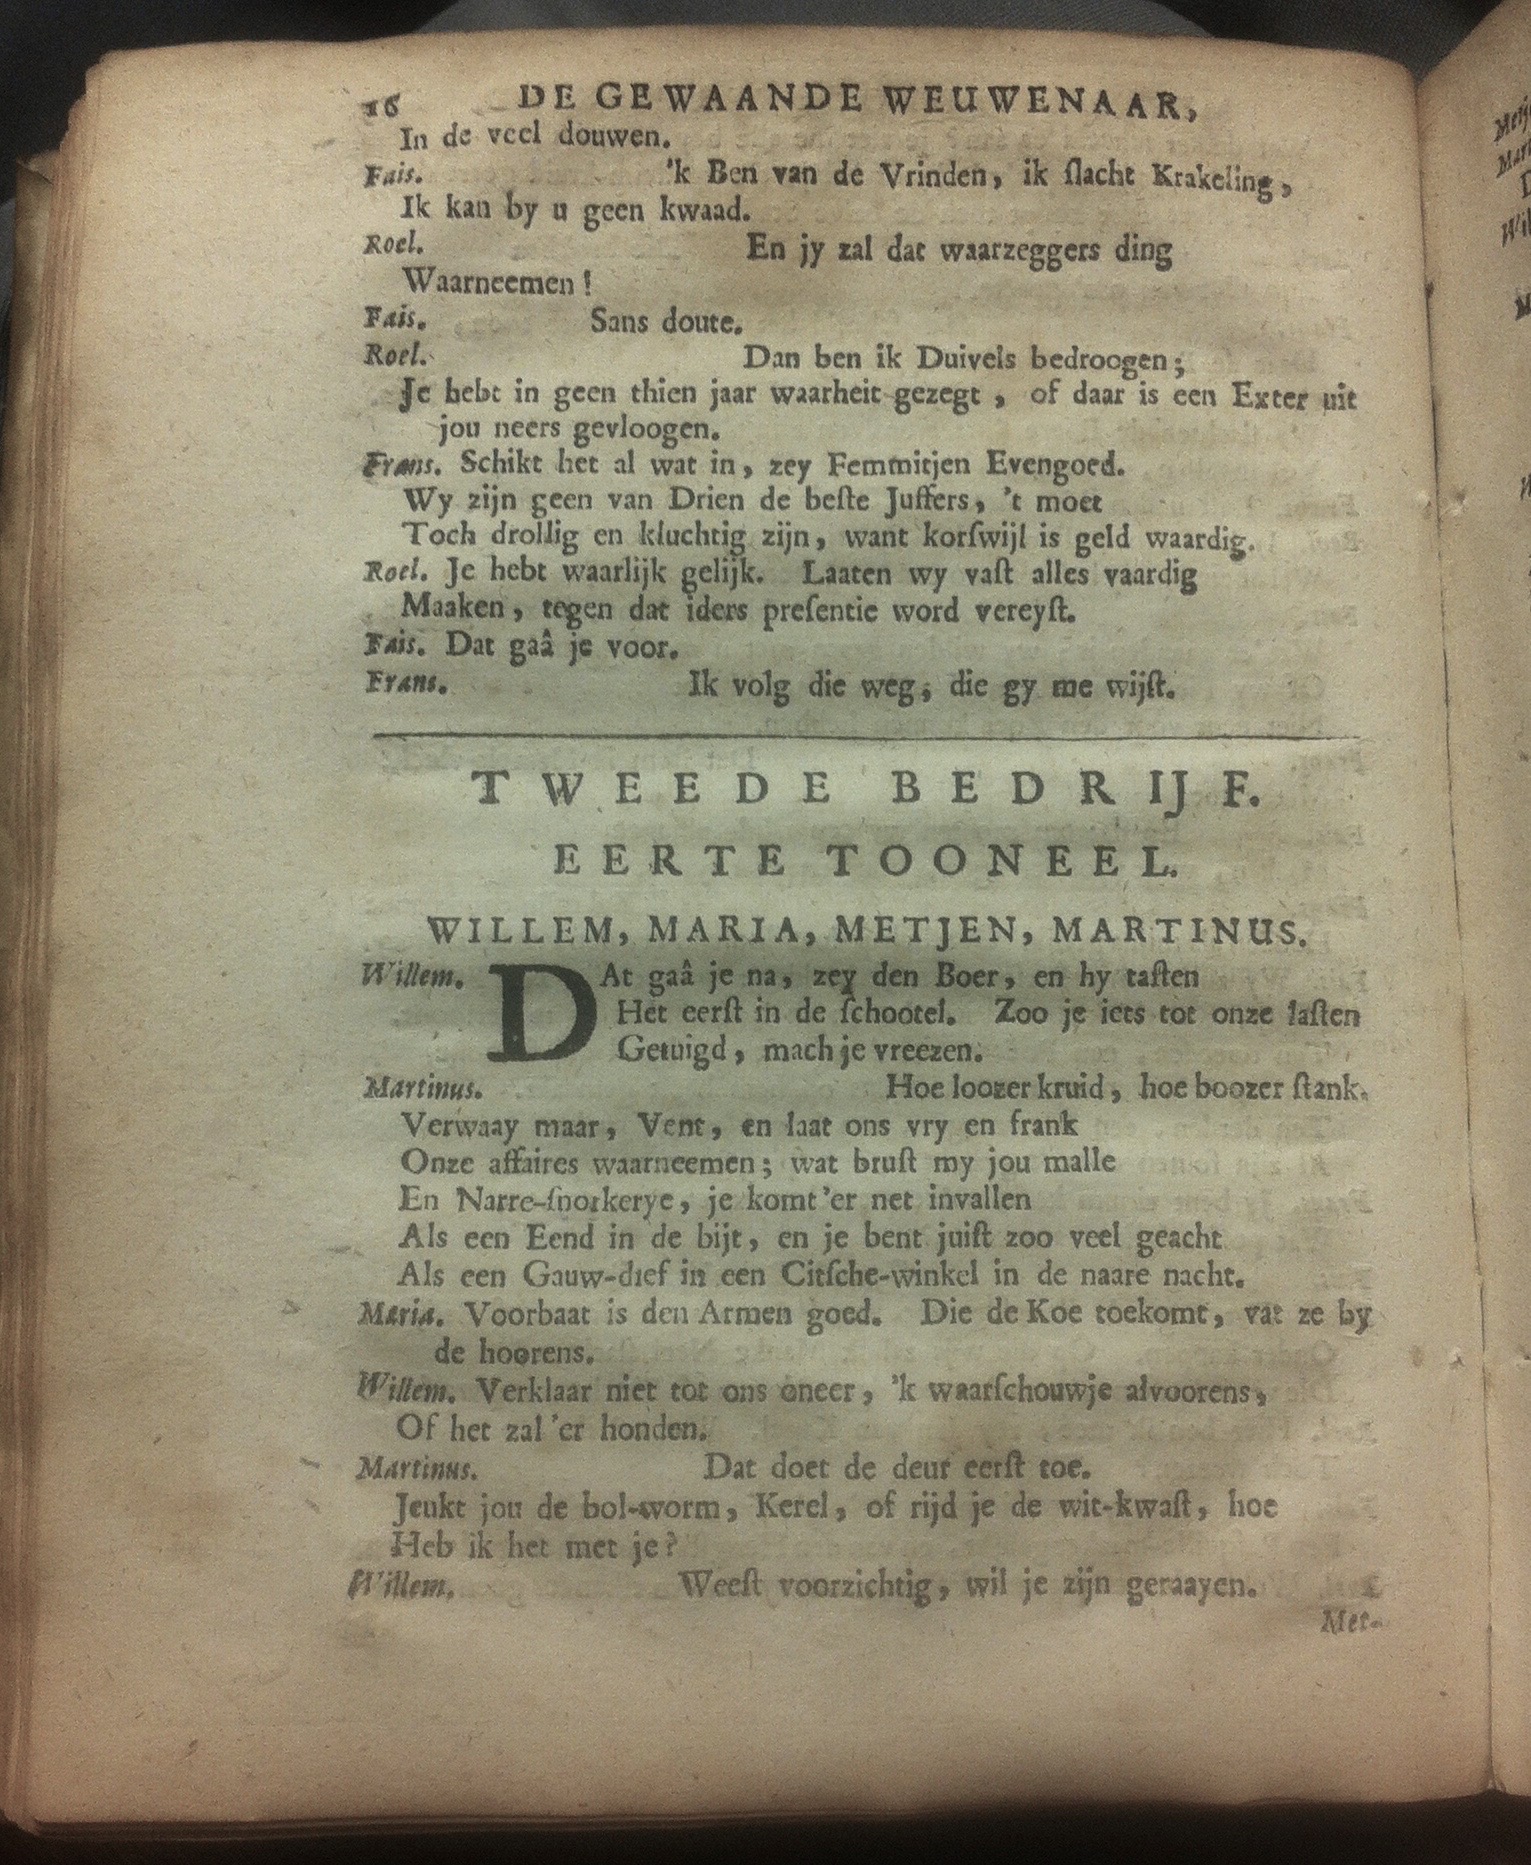 16 DE GEWAANDE WEUWENAAR,
In de veel douwen.
Fais. 'k Ben van de Vrinden, ik ſlacht Krakeling,
Ik kan by u geen kwaad.
Roel. En jy zal dat waarzeggers ding
Waarneemen!
Fais. Sans doute.
Roel. Dan ben ik Duivels bedroogen;
Je hebt in geen thien jaar waarheit gezegt, of daar is een Exter uit
jou neers gevloogen.
Frans. Schikt het al wat in, zey Femmitjen Evengoed.
Wy zijn geen van Drien de beſte Juffers, 't moet
Toch drollig en kluchtig zijn, want korſwijl is geld waardig.
Roel. Je hebt waarlijk gelijk. Laaten wy vaſt alles vaardig
Maaken, tegen dat iders preſentie word vereyſt.
Fais. Dat gaâ je voor.
Frans. Ik volg die weg, die gy me wijſt.
TWEEDE BEDRIJF.
EERTE TOONEEL.
WILLEM, MARIA, METJEN, MARTINUS.
Willem. DAt gaâ je na, zey den Boer, en hy taſten
Het eerſt in de ſchootel. Zoo je iets tot onze laſten
Getuigd, mach je vreezen.
Martinus. Hoe loozer kruid, hoe boozer ſtank.
Verwaay maar, Vent, en laat ons vry en frank
Onze affaires waarneemen; wat bruſt my jou malle
En Narre-ſnorkerye, je komt 'er net invallen
Als een Eend in de bijt, en je bent juiſt zoo veel geacht
Als een Gauw-dief in een Citſche-winkel in de naare nacht.
Maria. Voorbaat is den Armen goed. Die de Koe toekomt, vat ze by
de hoorens.
Willem. Verklaar niet tot ons oneer, 'k waarſchouwje alvoorens,
Of het zal 'er honden.
Martinus. Dat doet de deur eerſt toe.
Jeukt jou de bol-worm, Kerel, of rijd je de wit-kwaſt, hoe
Heb ik het met je?
Willem. Weeſt voorzichtig, wil je zijn geraayen.
Met-